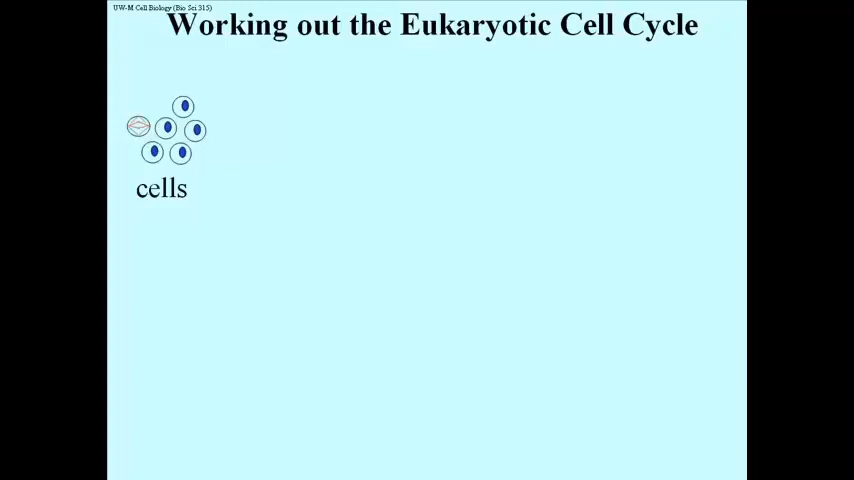 UW-M Cell Biology (Bio Sci 315)
Working out the Eukaryotic Cell Cycle
cells